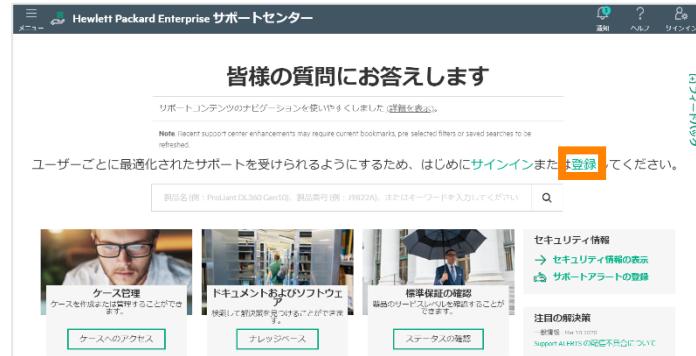 Hewlett Packard Enterprise サポートセンター
メニュー
通知 ヘルプ サインイン
皆様の質問にお答えします
サポートコンテンツのナビゲーションを使いやすくしました (詳細を表示)。
Note: Recent support center enhancements may require current bookmarks, pre selected filters or saved searches to be
refreshed.
ユーザーごとに最適化されたサポートを受けられるようにするため、はじめにサインインまたは登録してください。
製品名 (例 : ProLiant DL360 Gen10)、製品番号 (例 : J9822A)、またはキーワードを入力してください
[+] フィードバック
ケース管理
ケースを作成または管理することができ
ます。
ケースへのアクセス
ドキュメントおよびソフトウェ
ア
検索して解決策を見つけることができま
す。
ナレッジベース
標準保証の確認
製品のサービスレベルを確認することが
できます。
ステータスの確認
セキュリティ情報
→ セキュリティ情報の表示
サポートアラートの登録
注目の解決策
一般情報 Mar 10 2020
Support ALERTS の配信不具合について